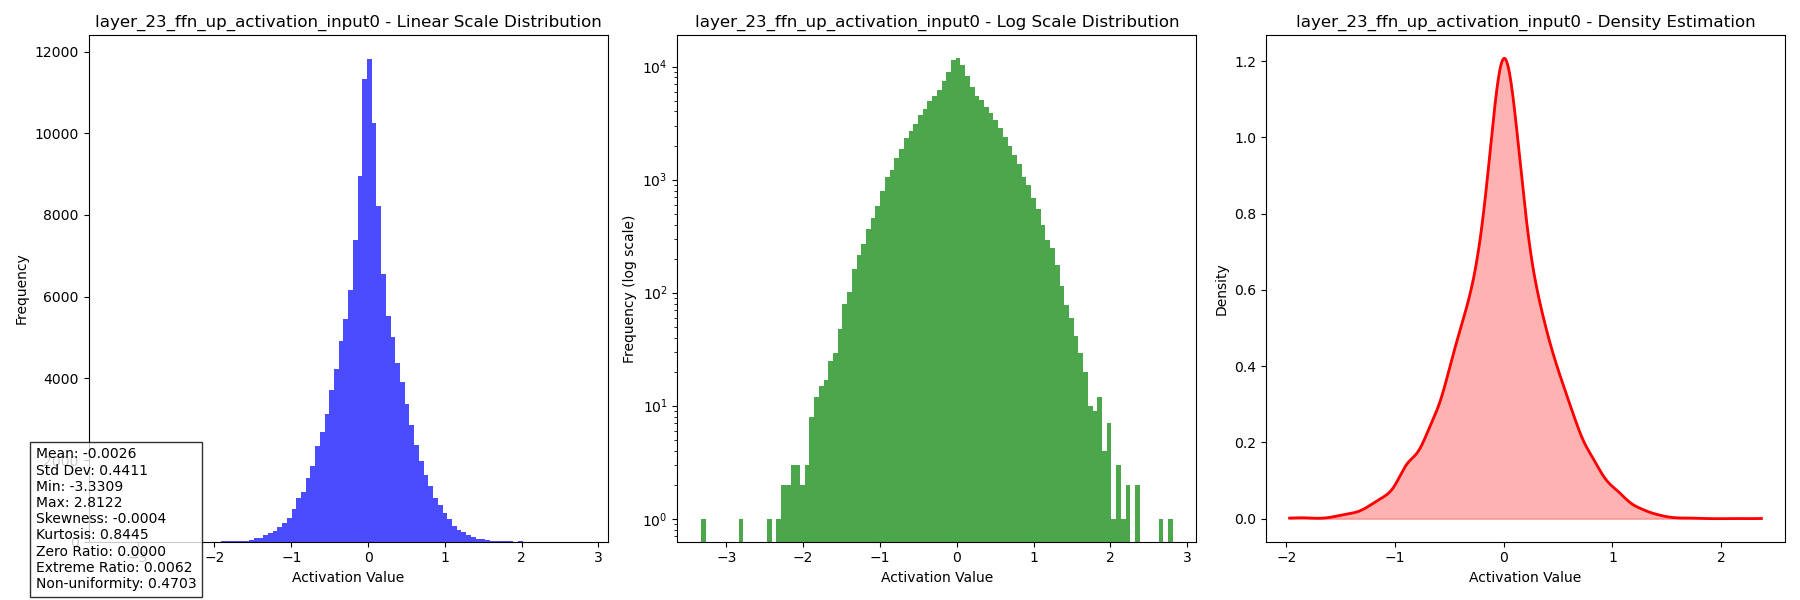 layer_23_ffn_up_activation_input0 - Linear Scale Distribution
12000
10000
8000
6000
4000
2000
0
Frequency
−2
−1
0
1
2
3
Activation Value
Mean: -0.0026
Std Dev: 0.4411
Min: -3.3309
Max: 2.8122
Skewness: -0.0004
Kurtosis: 0.8445
Zero Ratio: 0.0000
Extreme Ratio: 0.0062
Non-uniformity: 0.4703
layer_23_ffn_up_activation_input0 - Log Scale Distribution
10⁴
10³
10²
10¹
10⁰
Frequency (log scale)
−3
−2
−1
0
1
2
3
Activation Value
layer_23_ffn_up_activation_input0 - Density Estimation
1.2
1.0
0.8
0.6
0.4
0.2
0.0
Density
−2
−1
0
1
2
Activation Value